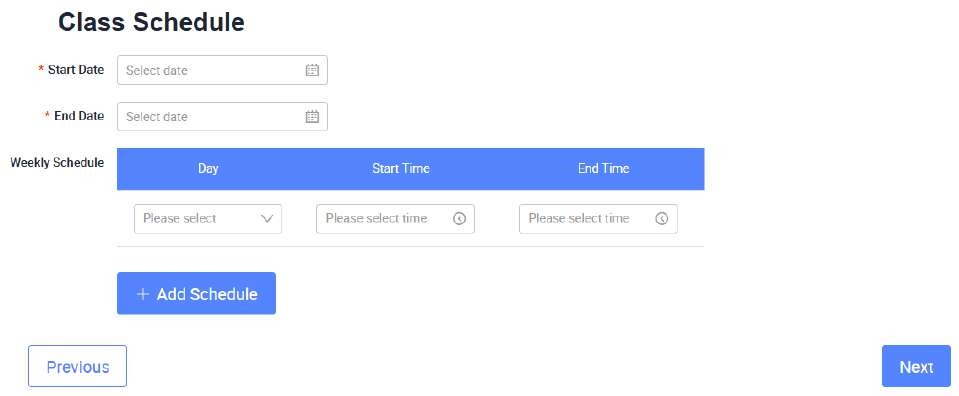 Class Schedule
* Start Date Select date
* End Date Select date
Weekly Schedule Day Start Time End Time
Please select Please select time Please select time
+ Add Schedule
Previous Next